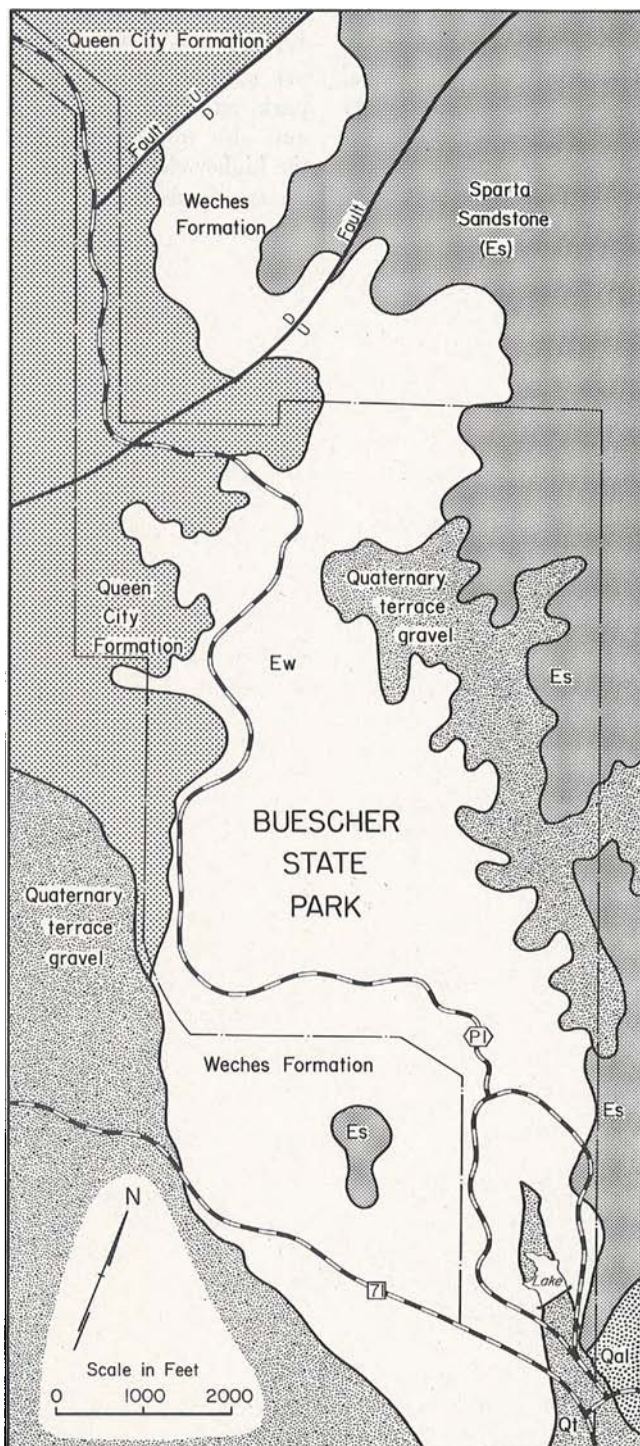 Queen City Formation
Fault
U
D
Weches
Formation
Sparta
Sandstone
(Es)
Fault
D
U
Queen
City
Formation
Quaternary
terrace
gravel
Ew
Es
BUESCHER
STATE
PARK
Quaternary
terrace
gravel
P1
Weches Formation
Es
Es
N
Lake
71
Scale in Feet
0 1000 2000
Qal
Qt